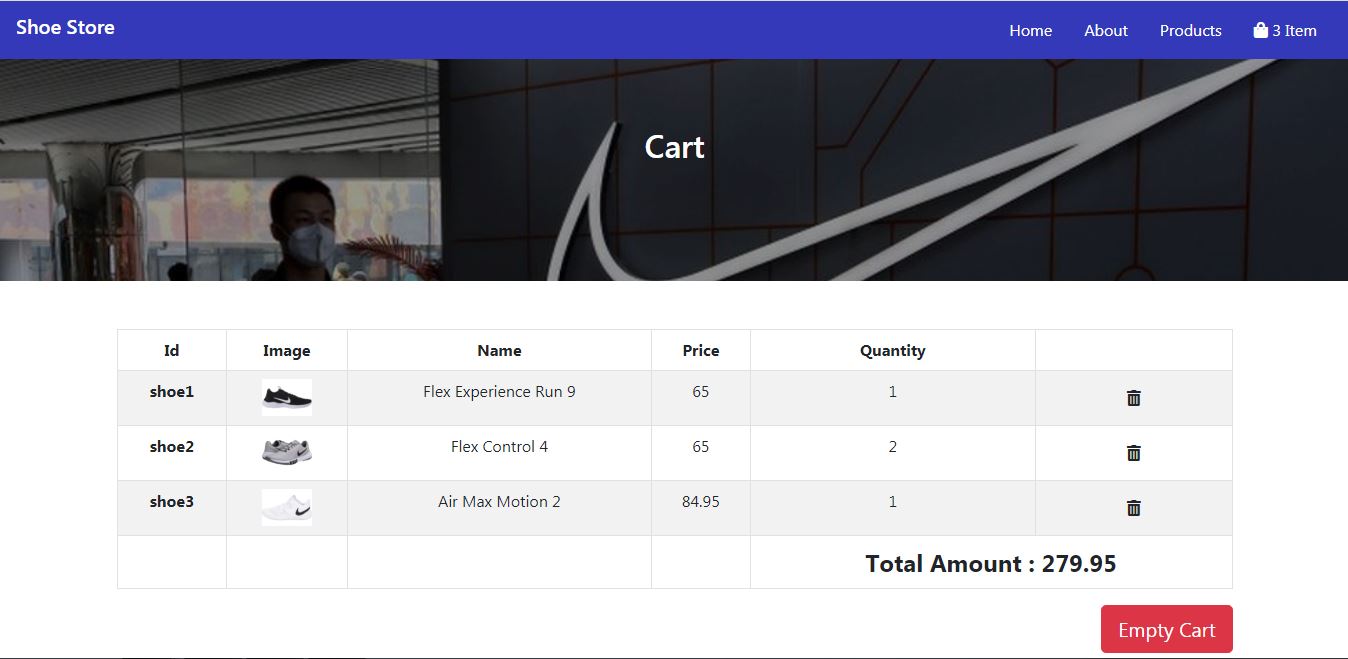 Shoe Store
Home About Products 3 Item
Cart
Id Image Name Price Quantity
shoe1 Flex Experience Run 9 65 1
shoe2 Flex Control 4 65 2
shoe3 Air Max Motion 2 84.95 1
Total Amount : 279.95
Empty Cart